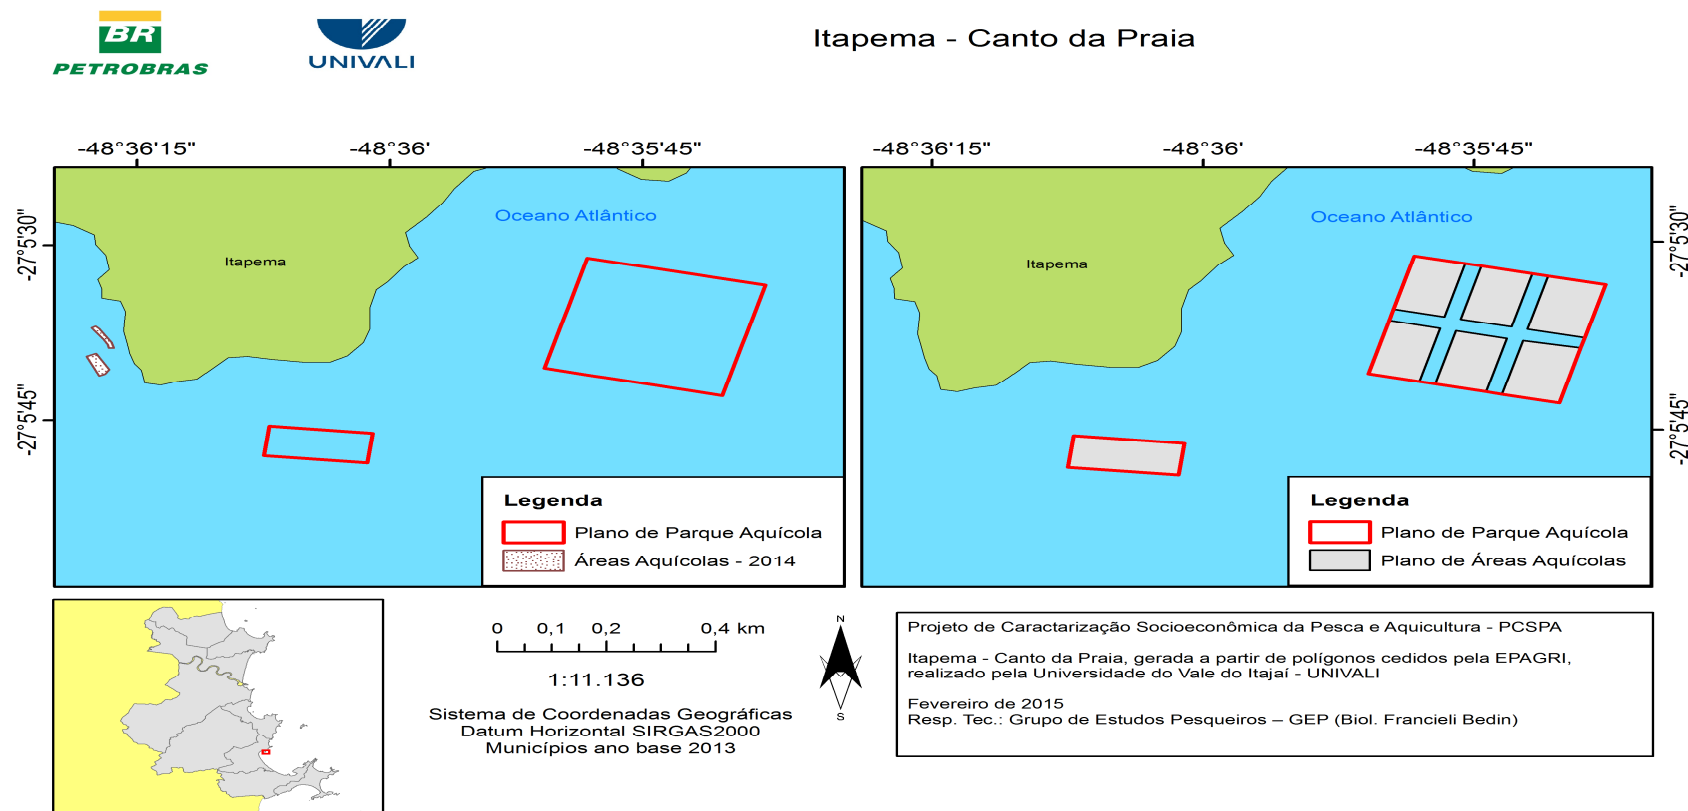 BR
PETROBRAS
UNIVALI
Itapema - Canto da Praia
-48°36'15"
-48°36'
-48°35'45"
-48°36'15"
-48°36'
-48°35'45"
-27°5'30"
-27°5'45"
Oceano Atlântico
Itapema
Legenda
Plano de Parque Aquícola
Áreas Aquícolas - 2014
Oceano Atlântico
Itapema
-27°5'30"
-27°5'45"
Legenda
Plano de Parque Aquícola
Plano de Áreas Aquícolas
0 0,1 0,2 0,4 km
1:11.136
Sistema de Coordenadas Geográficas
Datum Horizontal SIRGAS2000
Municípios ano base 2013
N
S
Projeto de Caractarização Socioeconômica da Pesca e Aquicultura - PCSPA
Itapema - Canto da Praia, gerada a partir de polígonos cedidos pela EPAGRI,
realizado pela Universidade do Vale do Itajaí - UNIVALI
Fevereiro de 2015
Resp. Tec.: Grupo de Estudos Pesqueiros – GEP (Biol. Francieli Bedin)